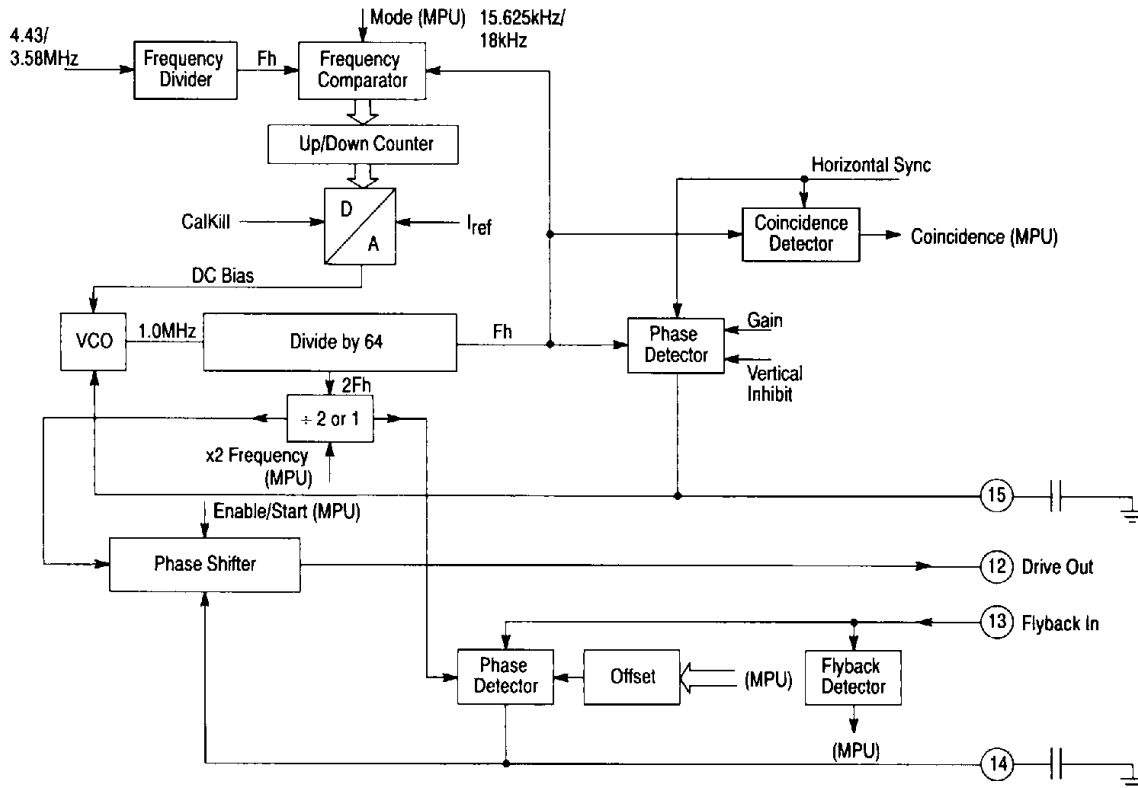 Mode (MPU)
15.625kHz/
18kHz
4.43/
3.58MHz
Frequency
Divider
Fh
Frequency
Comparator
Up/Down Counter
Horizontal Sync
CalKill
D
A
Iref
Coincidence
Detector
Coincidence (MPU)
DC Bias
VCO
1.0MHz
Divide by 64
Fh
Phase
Detector
Gain
Vertical
Inhibit
2Fh
÷ 2 or 1
x2 Frequency
(MPU)
15
Enable/Start (MPU)
Phase Shifter
12
Drive Out
13
Flyback In
Phase
Detector
Offset
(MPU)
Flyback
Detector
(MPU)
14